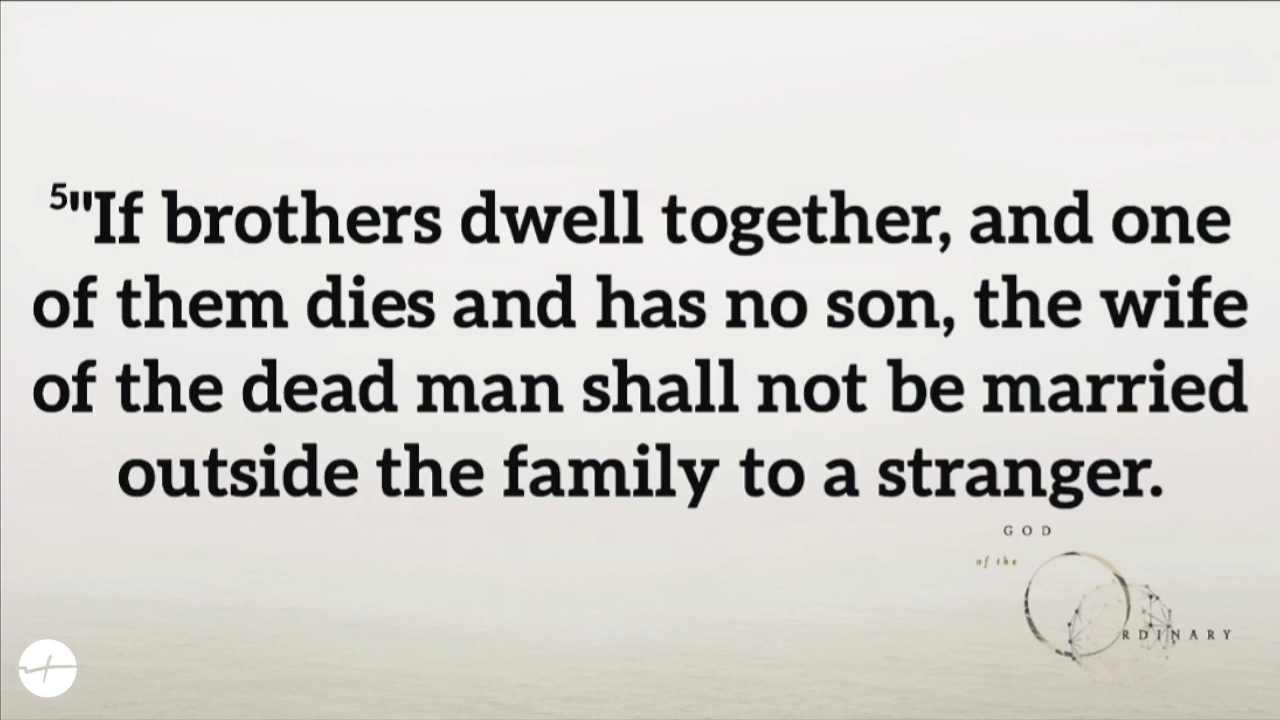 ⁵"If brothers dwell together, and one
of them dies and has no son, the wife
of the dead man shall not be married
outside the family to a stranger.
GOD
of the
ORDINARY